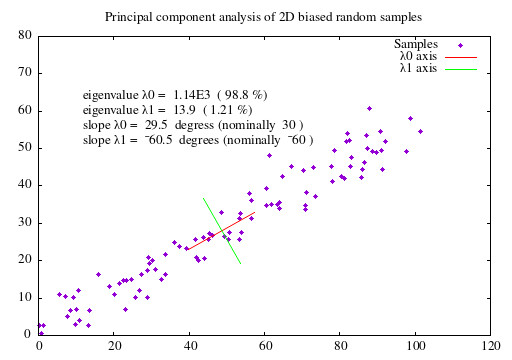 Principal component analysis of 2D biased random samples
80
70
60
50
40
30
20
10
0
0 20 40 60 80 100 120
Samples
λ0 axis
λ1 axis
eigenvalue λ0 = 1.14E3 ( 98.8 %)
eigenvalue λ1 = 13.9 ( 1.21 %)
slope λ0 = 29.5 degress (nominally 30 )
slope λ1 = ¯60.5 degrees (nominally ¯60 )